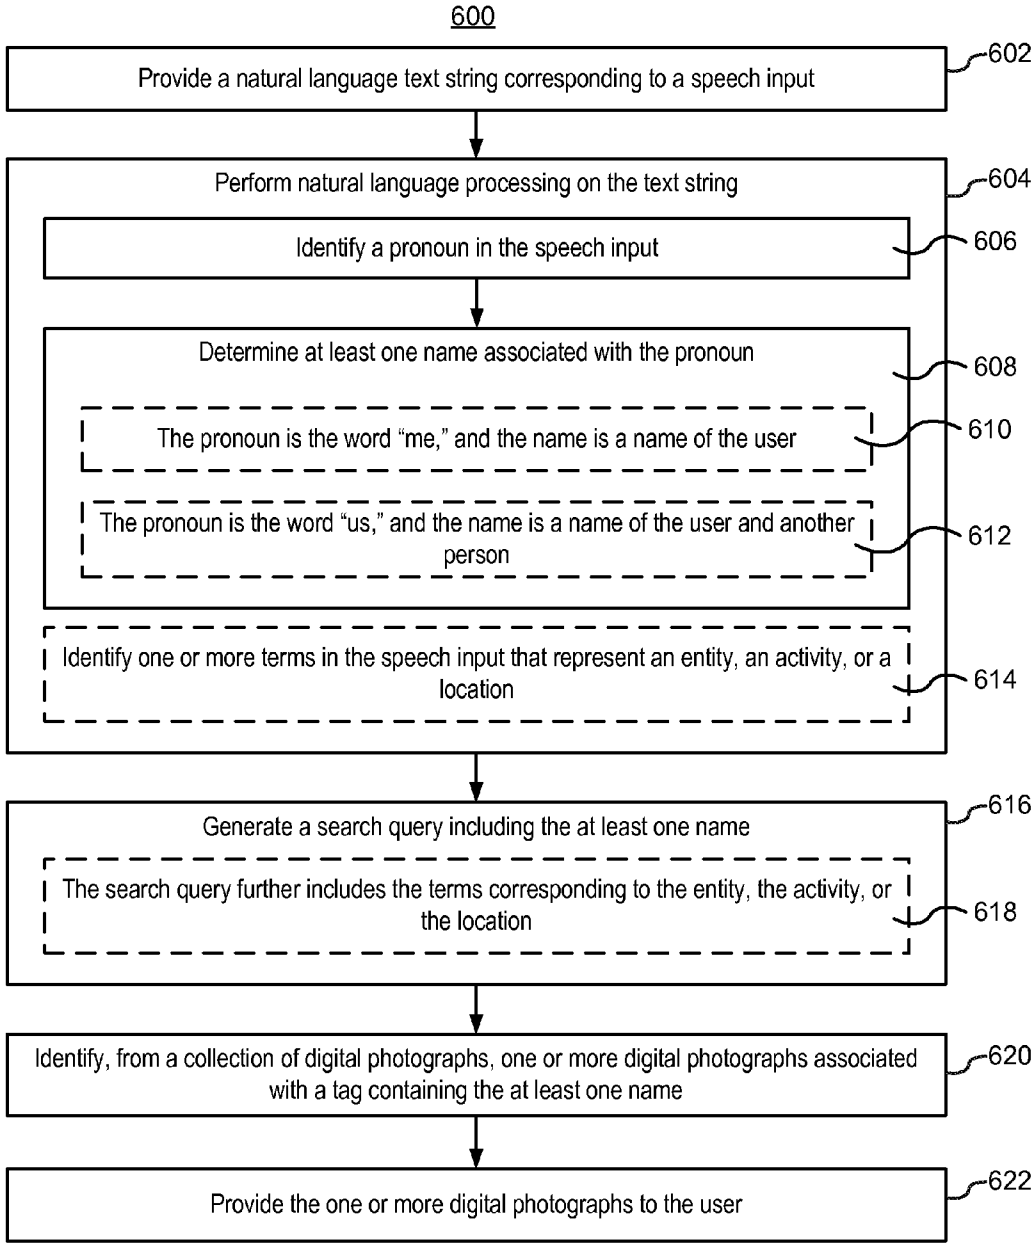 600
Provide a natural language text string corresponding to a speech input
602
Perform natural language processing on the text string
604
Identify a pronoun in the speech input
606
Determine at least one name associated with the pronoun
608
The pronoun is the word “me,” and the name is a name of the user
610
The pronoun is the word “us,” and the name is a name of the user and another
person
612
Identify one or more terms in the speech input that represent an entity, an activity, or a
location
614
Generate a search query including the at least one name
616
The search query further includes the terms corresponding to the entity, the activity, or
the location
618
Identify, from a collection of digital photographs, one or more digital photographs associated
with a tag containing the at least one name
620
Provide the one or more digital photographs to the user
622